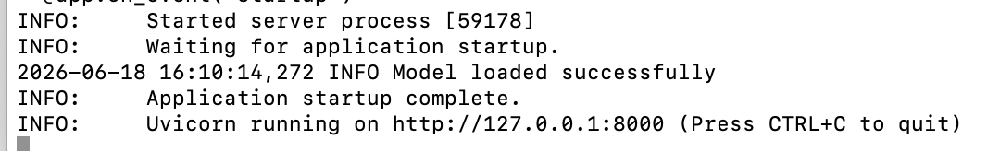 INFO:     Started server process [59178]
INFO:     Waiting for application startup.
2026-06-18 16:10:14,272 INFO Model loaded successfully
INFO:     Application startup complete.
INFO:     Uvicorn running on http://127.0.0.1:8000 (Press CTRL+C to quit)